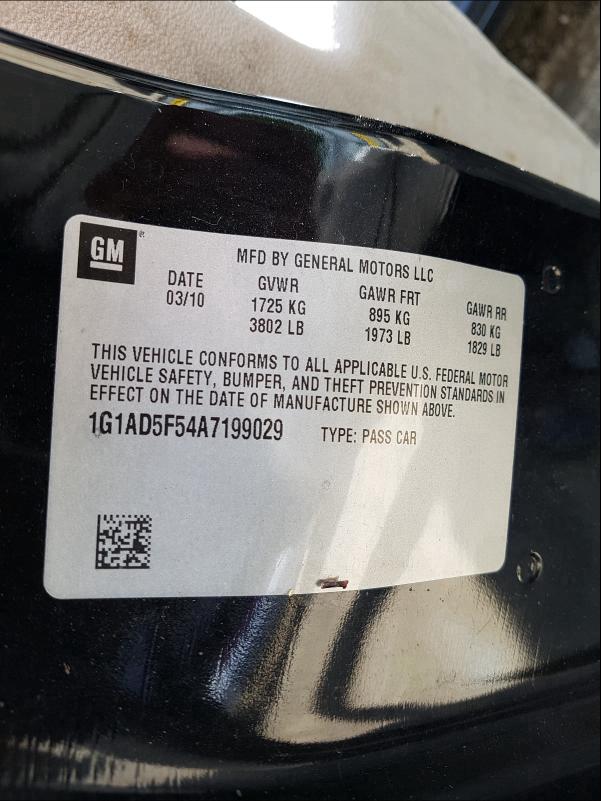 GM
MFD BY GENERAL MOTORS LLC
DATE GVWR GAWR FRT GAWR RR
03/10 1725 KG 895 KG 830 KG
3802 LB 1973 LB 1829 LB
THIS VEHICLE CONFORMS TO ALL APPLICABLE U.S. FEDERAL MOTOR
VEHICLE SAFETY, BUMPER, AND THEFT PREVENTION STANDARDS IN
EFFECT ON THE DATE OF MANUFACTURE SHOWN ABOVE.
1G1AD5F54A7199029 TYPE: PASS CAR